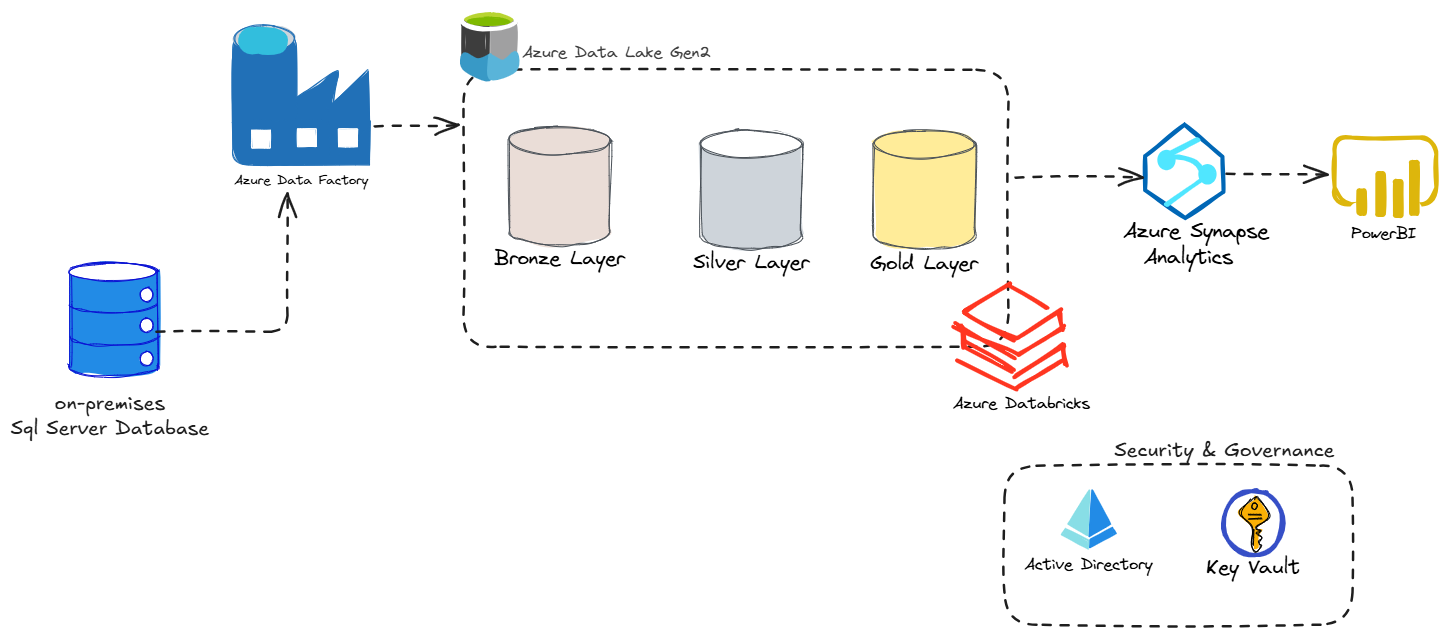 Azure Data Lake Gen2
Azure Data Factory
Bronze Layer
Silver Layer
Gold Layer
Azure Synapse
Analytics
PowerBI
on-premises
Sql Server Database
Azure Databricks
Security & Governance
Active Directory
Key Vault